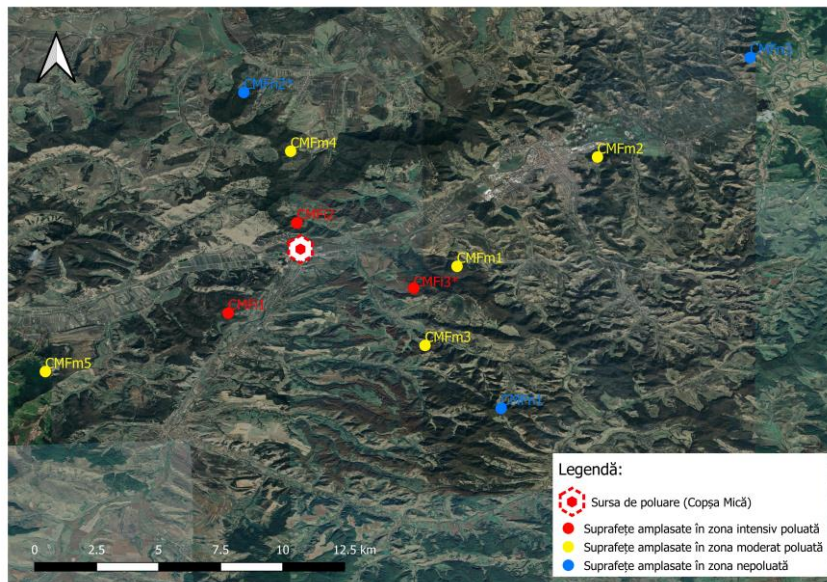 CMFm4
CMFm2
CMFm1
CMFi3*
CMFm3
CMFm5
0 2.5 5 7.5 10 12.5 km
Legendă:
Sursa de poluare (Copșa Mică)
Suprafețe amplasate în zona intensiv poluată
Suprafețe amplasate în zona moderat poluată
Suprafețe amplasate în zona nepoluată